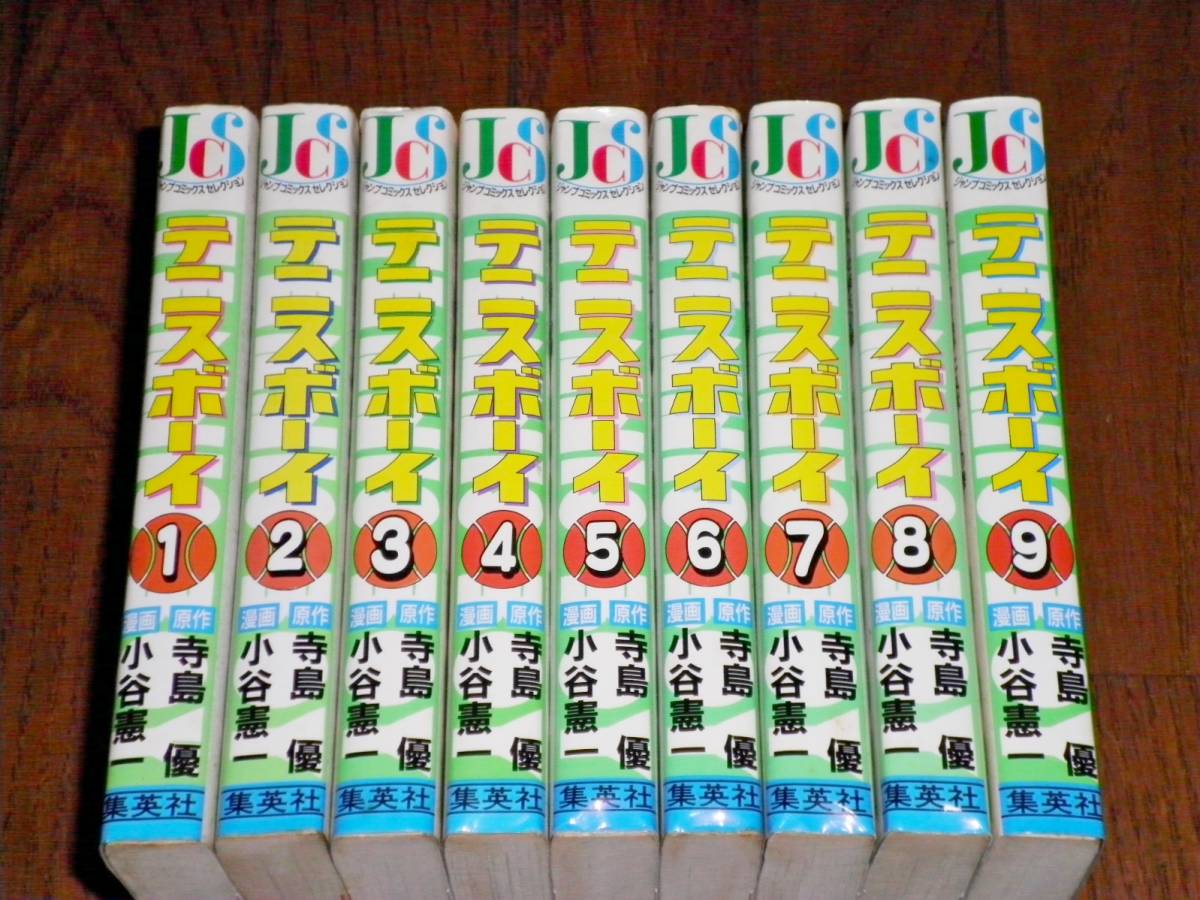 JCS
ジャンプコミックスセレクション
テニスボーイ
1
原作 寺島 優
漫画 小谷憲一
集英社
JCS
ジャンプコミックスセレクション
テニスボーイ
2
原作 寺島 優
漫画 小谷憲一
集英社
JCS
ジャンプコミックスセレクション
テニスボーイ
3
原作 寺島 優
漫画 小谷憲一
集英社
JCS
ジャンプコミックスセレクション
テニスボーイ
4
原作 寺島 優
漫画 小谷憲一
集英社
JCS
ジャンプコミックスセレクション
テニスボーイ
5
原作 寺島 優
漫画 小谷憲一
集英社
JCS
ジャンプコミックスセレクション
テニスボーイ
6
原作 寺島 優
漫画 小谷憲一
集英社
JCS
ジャンプコミックスセレクション
テニスボーイ
7
原作 寺島 優
漫画 小谷憲一
集英社
JCS
ジャンプコミックスセレクション
テニスボーイ
8
原作 寺島 優
漫画 小谷憲一
集英社
JCS
ジャンプコミックスセレクション
テニスボーイ
9
原作 寺島 優
漫画 小谷憲一
集英社